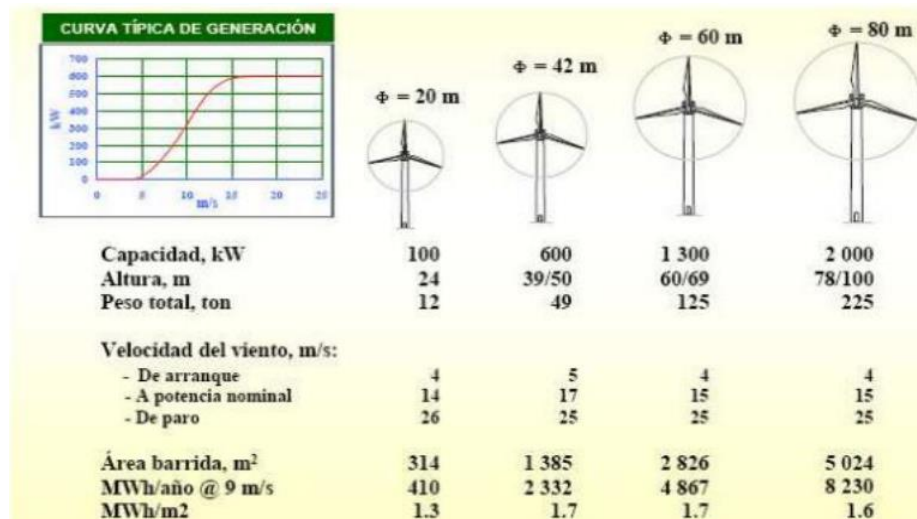 CURVA TÍPICA DE GENERACIÓN
700
600
500
400
300
200
100
0
kW
0 5 10 15 20 25
m/s
Φ = 20 m
Φ = 42 m
Φ = 60 m
Φ = 80 m
Capacidad, kW 100 600 1 300 2 000
Altura, m 24 39/50 60/69 78/100
Peso total, ton 12 49 125 225
Velocidad del viento, m/s:
- De arranque 4 5 4 4
- A potencia nominal 14 17 15 15
- De paro 26 25 25 25
Área barrida, m² 314 1 385 2 826 5 024
MWh/año @ 9 m/s 410 2 332 4 867 8 230
MWh/m2 1.3 1.7 1.7 1.6